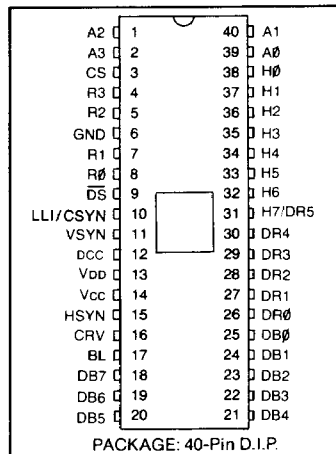 A2 1 40 A1
A3 2 39 AØ
CS 3 38 HØ
R3 4 37 H1
R2 5 36 H2
GND 6 35 H3
R1 7 34 H4
RØ 8 33 H5
D̅S̅ 9 32 H6
LLI/CSYN 10 31 H7/DR5
VSYN 11 30 DR4
DCC 12 29 DR3
VDD 13 28 DR2
VCC 14 27 DR1
HSYN 15 26 DRØ
CRV 16 25 DBØ
BL 17 24 DB1
DB7 18 23 DB2
DB6 19 22 DB3
DB5 20 21 DB4
PACKAGE: 40-Pin D.I.P.